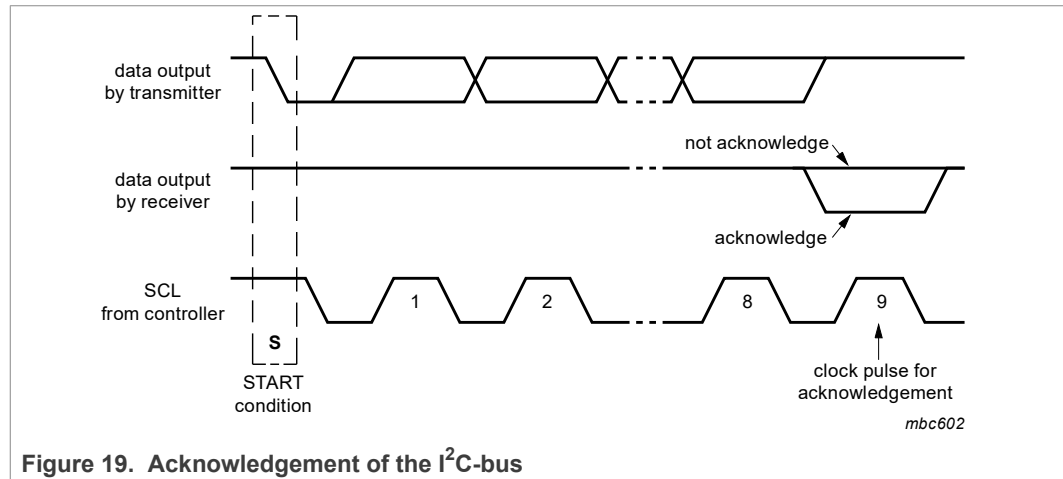 data output
by transmitter
not acknowledge
data output
by receiver
acknowledge
SCL
from controller
1
2
8
9
S
START
condition
clock pulse for
acknowledgement
mbc602
Figure 19. Acknowledgement of the I²C-bus